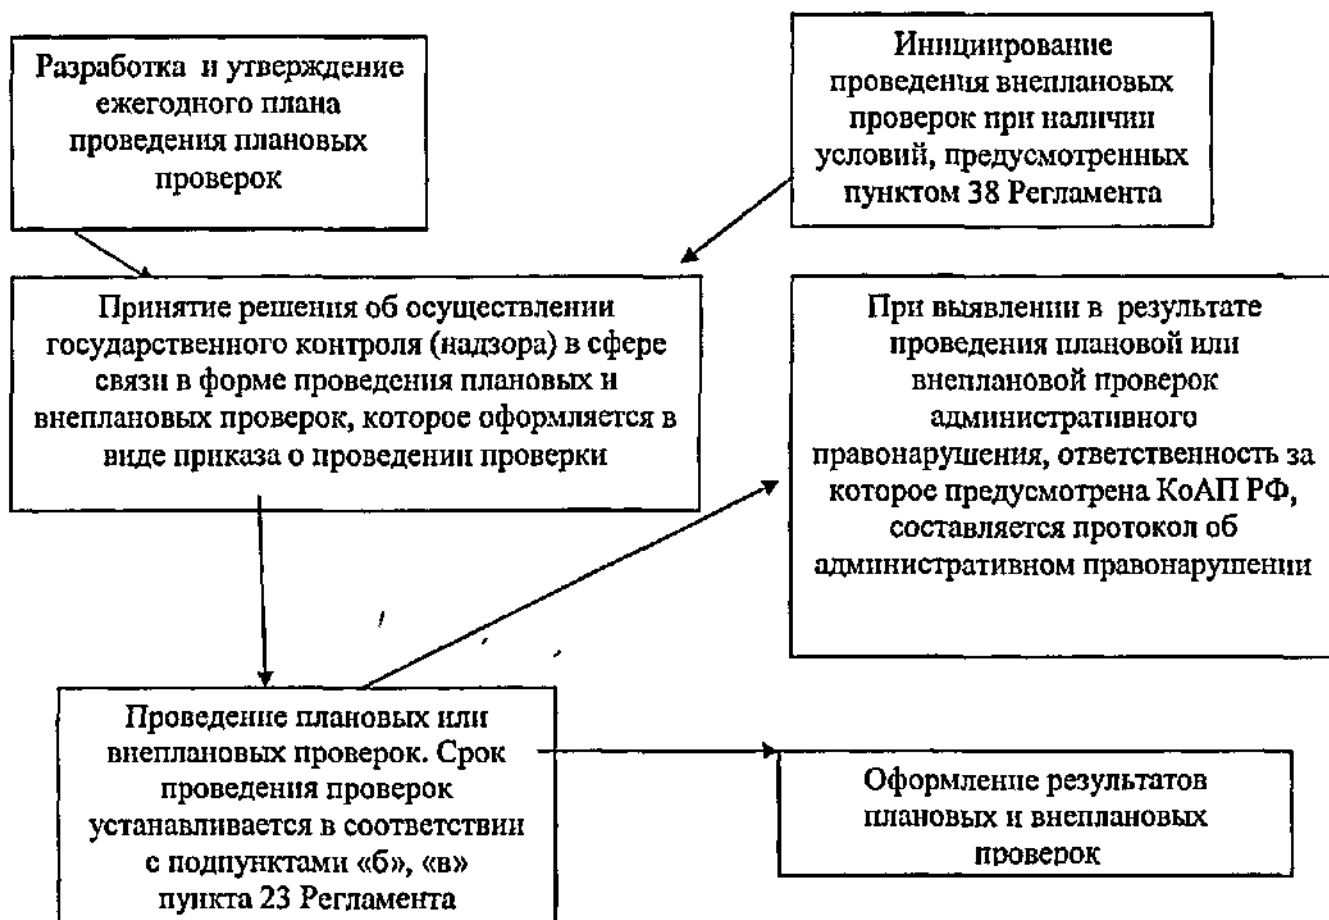 Разработка и утверждение
ежегодного плана
проведения плановых
проверок
Инициирование
проведения внеплановых
проверок при наличии
условий, предусмотренных
пунктом 38 Регламента
Принятие решения об осуществлении
государственного контроля (надзора) в сфере
связи в форме проведения плановых и
внеплановых проверок, которое оформляется в
виде приказа о проведении проверки
При выявлении в результате
проведения плановой или
внеплановой проверок
административного
правонарушения, ответственность за
которое предусмотрена КоАП РФ,
составляется протокол об
административном правонарушении
Проведение плановых или
внеплановых проверок. Срок
проведения проверок
устанавливается в соответствии
с подпунктами «б», «в»
пункта 23 Регламента
Оформление результатов
плановых и внеплановых
проверок